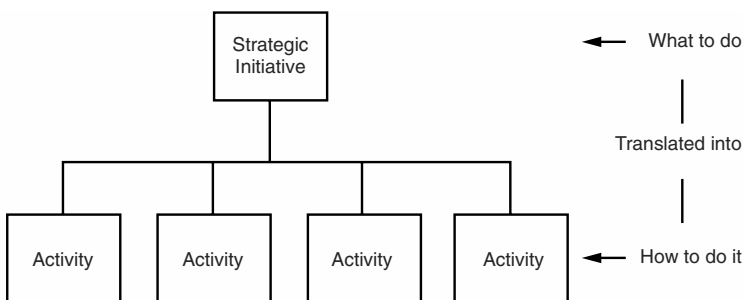 Strategic
Initiative
What to do
Translated into
Activity
Activity
Activity
Activity
How to do it